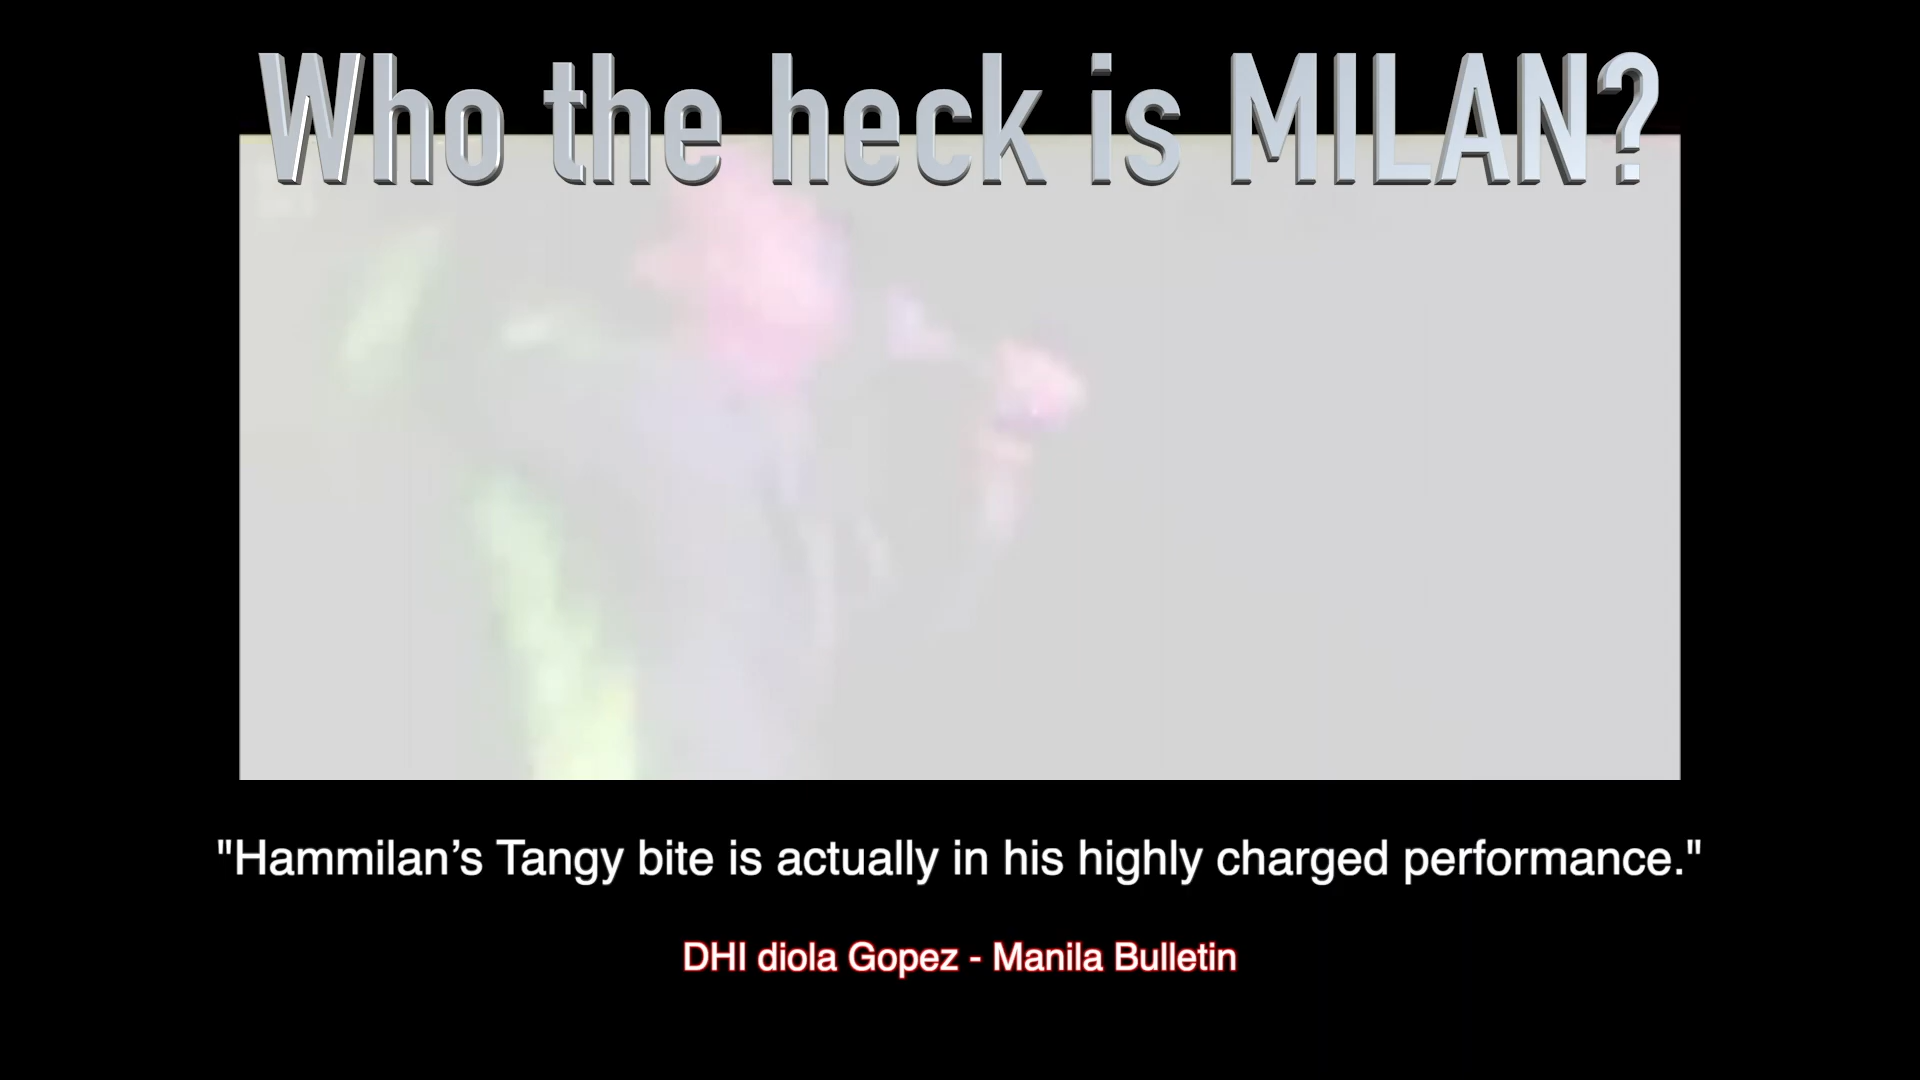 Who the heck is MILAN?
"Hammilan’s Tangy bite is actually in his highly charged performance."
DHI diola Gopez - Manila Bulletin